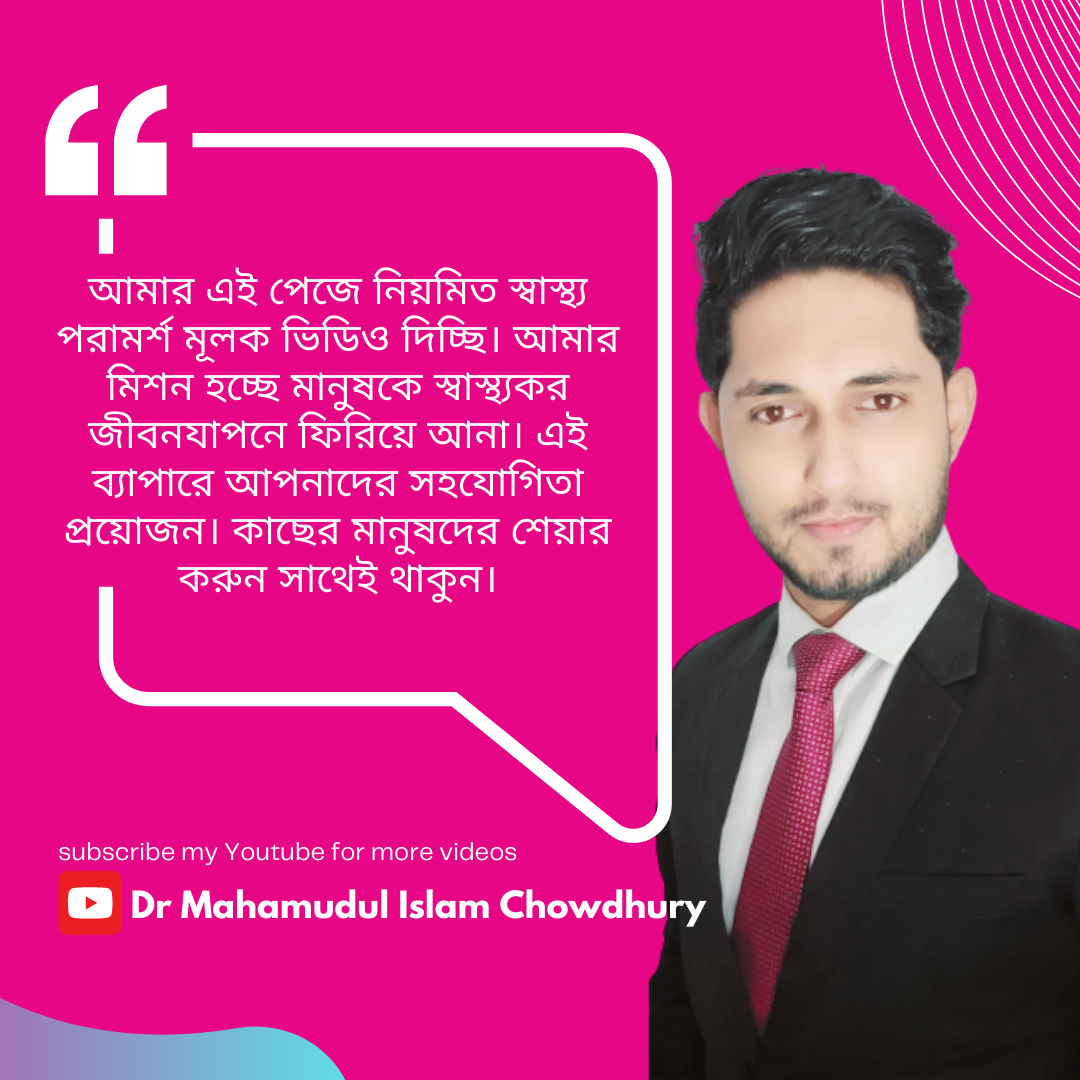 আমার এই পেজে নিয়মিত স্বাস্থ্য
পরামর্শ মূলক ভিডিও দিচ্ছি। আমার
মিশন হচ্ছে মানুষকে স্বাস্থ্যকর
জীবনযাপনে ফিরিয়ে আনা। এই
ব্যাপারে আপনাদের সহযোগিতা
প্রয়োজন। কাছের মানুষদের শেয়ার
করুন সাথেই থাকুন।
subscribe my Youtube for more videos
Dr Mahamudul Islam Chowdhury